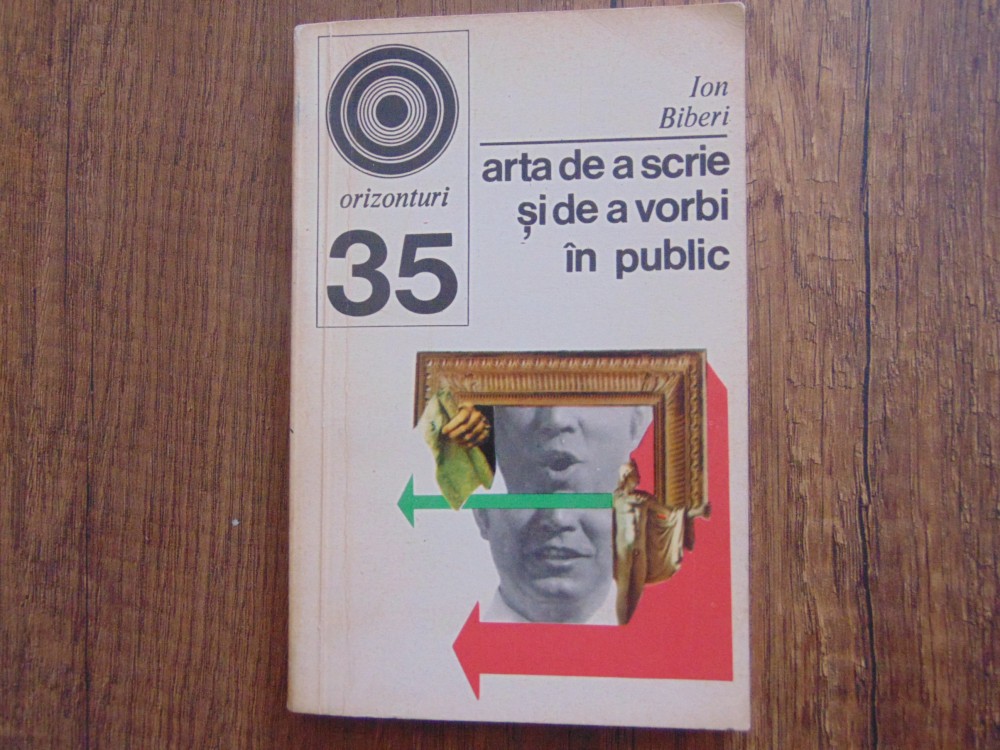 orizonturi
35
Ion
Biberi
arta de a scrie
și de a vorbi
în public